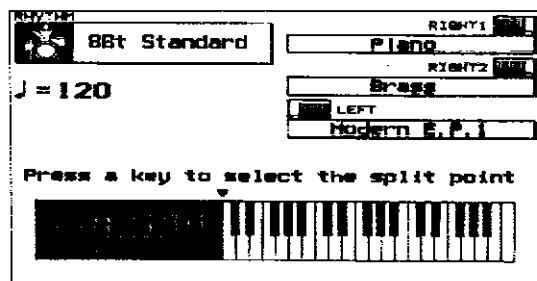 RHYTHM
8Bt Standard
♩=120
RIGHT1
Piano
RIGHT2
Brass
LEFT
Modern E.P.1
Press a key to select the split point